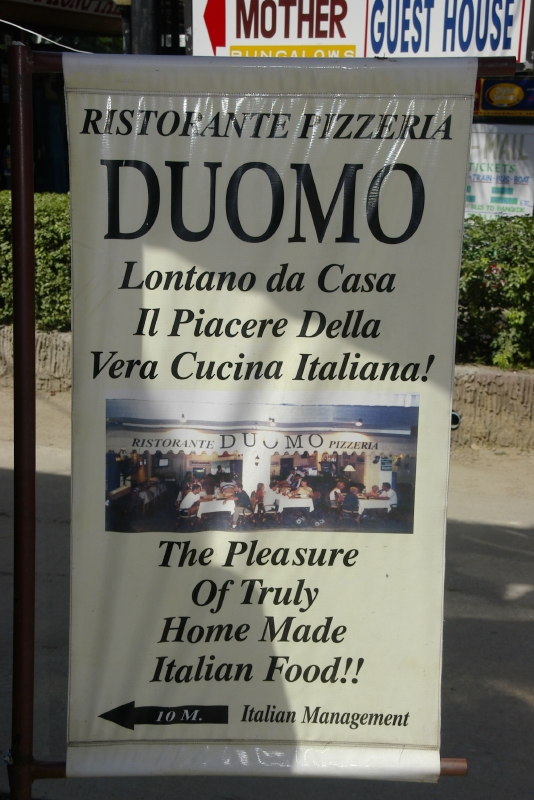 MOTHER
BUNGALOWS
GUEST HOUSE
RISTORANTE PIZZERIA
DUOMO
Lontano da Casa
Il Piacere Della
Vera Cucina Italiana!
RISTORANTE DUOMO PIZZERIA
The Pleasure
Of Truly
Home Made
Italian Food!!
10 M. Italian Management